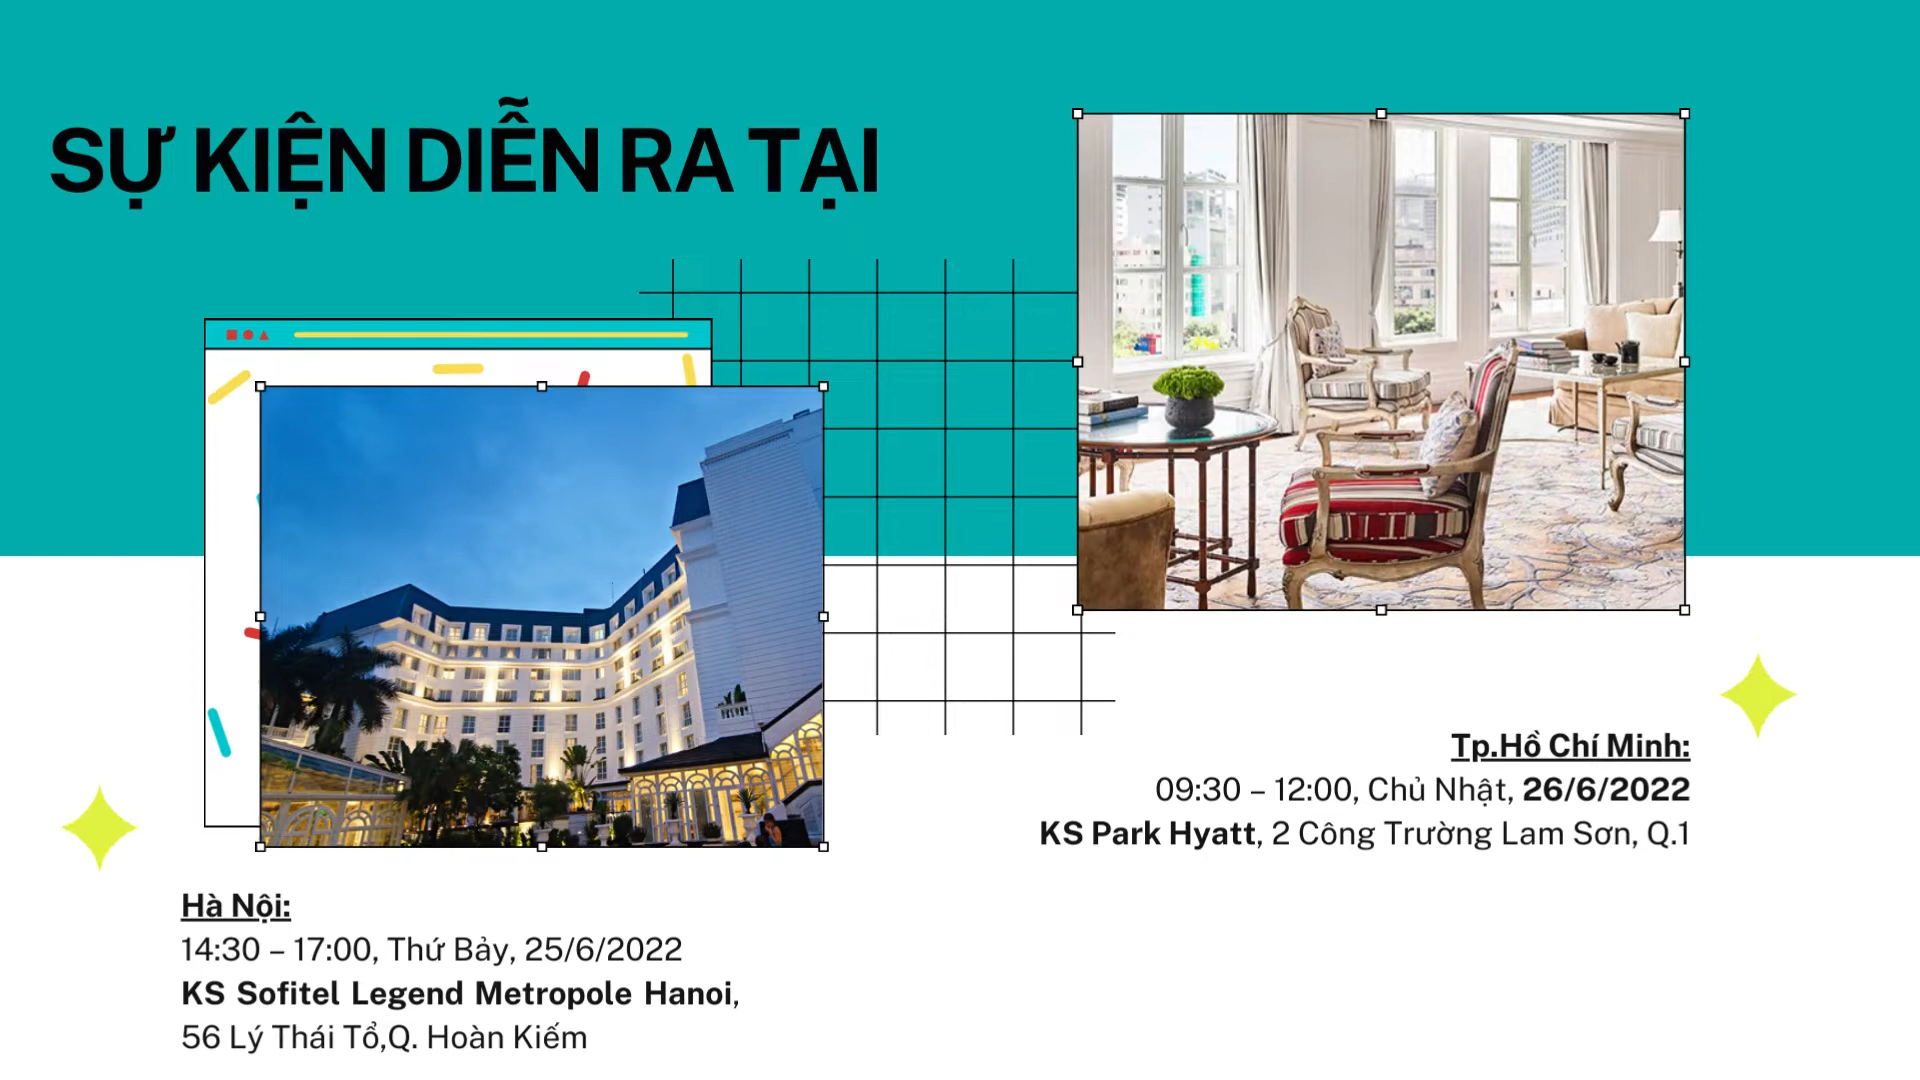 SỰ KIỆN DIỄN RA TẠI
Tp.Hồ Chí Minh:
09:30 – 12:00, Chủ Nhật, 26/6/2022
KS Park Hyatt, 2 Công Trường Lam Sơn, Q.1
Hà Nội:
14:30 – 17:00, Thứ Bảy, 25/6/2022
KS Sofitel Legend Metropole Hanoi,
56 Lý Thái Tổ,Q. Hoàn Kiếm